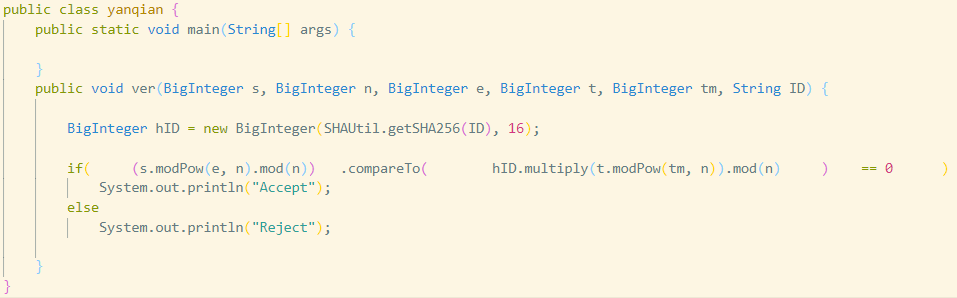 public class yanqian {
    public static void main(String[] args) {

    }
    public void ver(BigInteger s, BigInteger n, BigInteger e, BigInteger t, BigInteger tm, String ID) {

        BigInteger hID = new BigInteger(SHAUtil.getSHA256(ID), 16);

        if(     (s.modPow(e, n).mod(n))   .compareTo(        hID.multiply(t.modPow(tm, n)).mod(n)     )    == 0      )
            System.out.println("Accept");
        else
            System.out.println("Reject");

    }
}